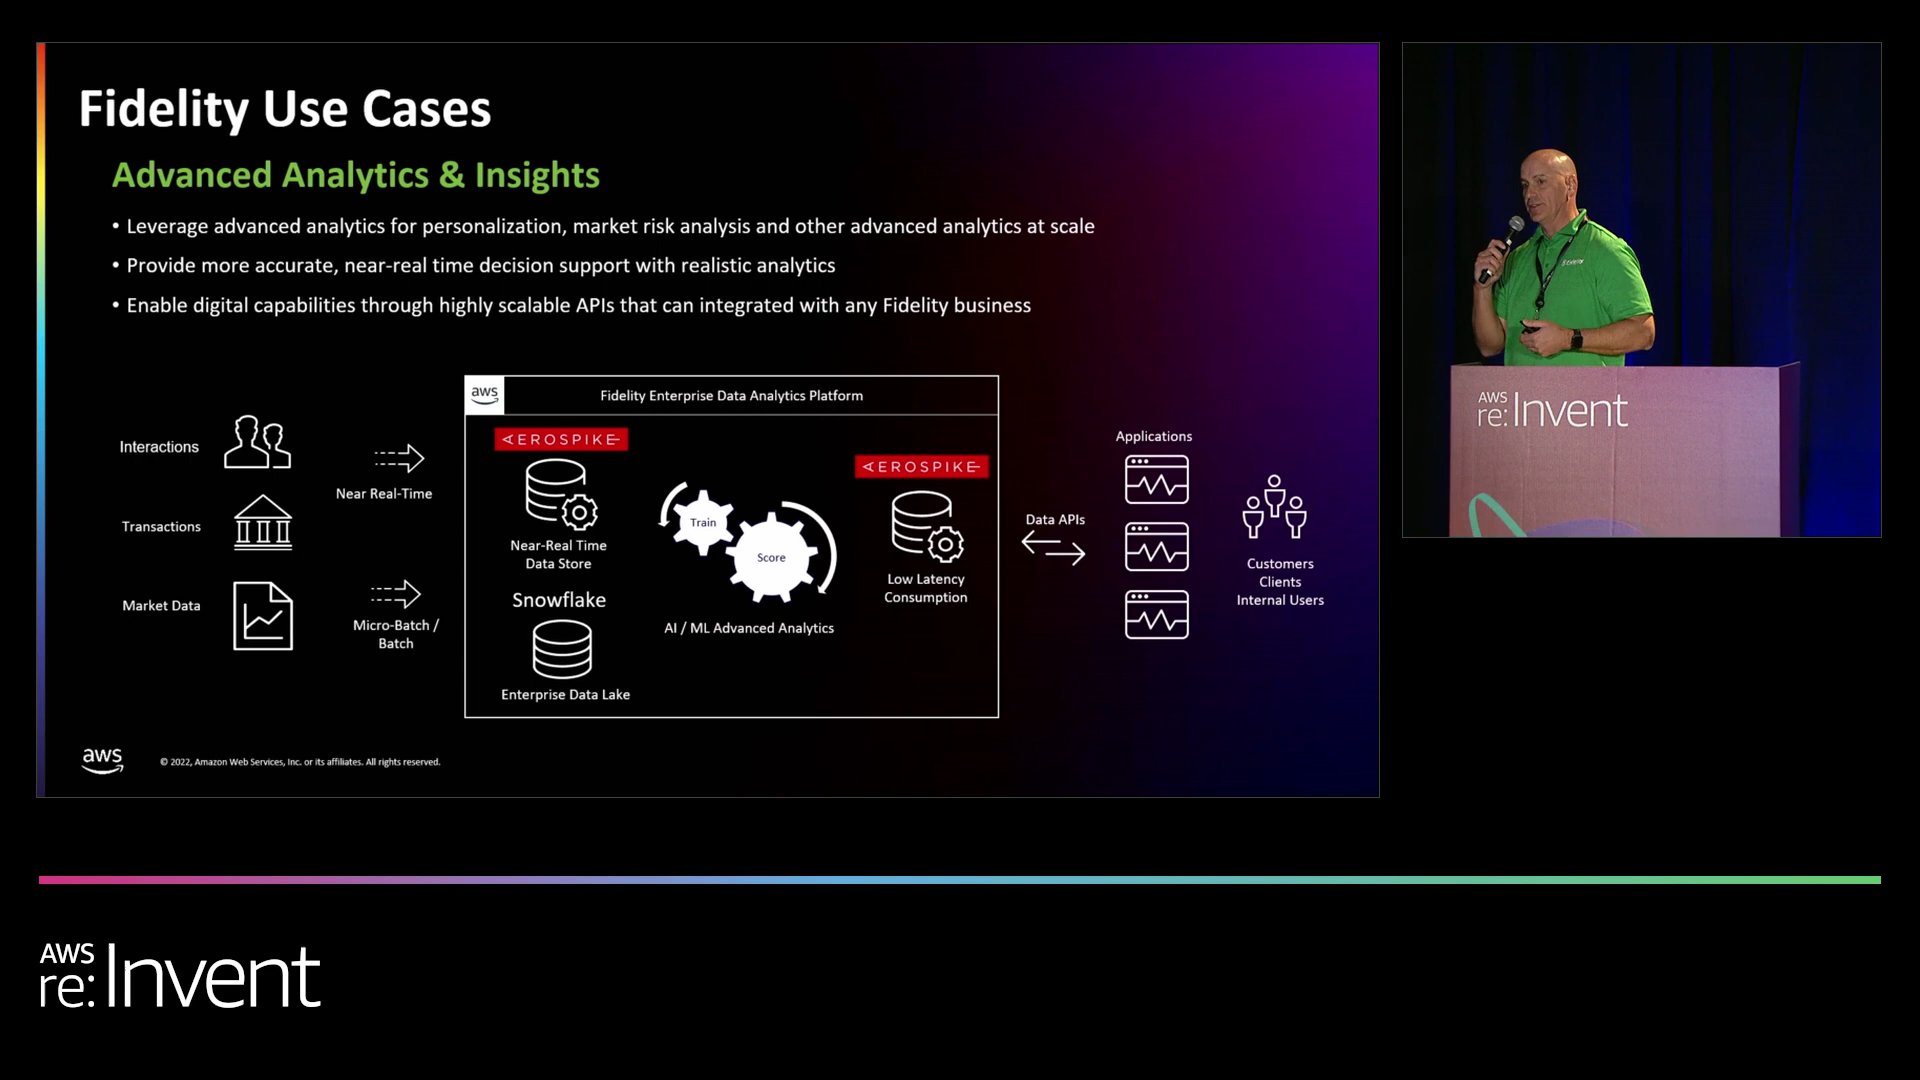 Fidelity Use Cases
Advanced Analytics & Insights
• Leverage advanced analytics for personalization, market risk analysis and other advanced analytics at scale
• Provide more accurate, near-real time decision support with realistic analytics
• Enable digital capabilities through highly scalable APIs that can integrated with any Fidelity business
Interactions
Transactions
Market Data
Near Real-Time
Micro-Batch /
Batch
aws
Fidelity Enterprise Data Analytics Platform
AEROSPIKE
Near-Real Time
Data Store
Snowflake
Enterprise Data Lake
Train
Score
AI / ML Advanced Analytics
AEROSPIKE
Low Latency
Consumption
Data APIs
Applications
Customers
Clients
Internal Users
aws
© 2022, Amazon Web Services, Inc. or its affiliates. All rights reserved.
AWS
re:Invent
AWS
re:Invent